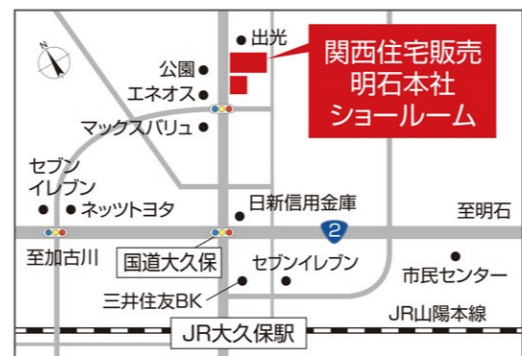 N
出光
関西住宅販売
明石本社
ショールーム
公園
エネオス
マックスバリュ
セブン
イレブン
ネッツトヨタ
日新信用金庫
至明石
2
至加古川
国道大久保
セブンイレブン
市民センター
三井住友BK
JR山陽本線
JR大久保駅